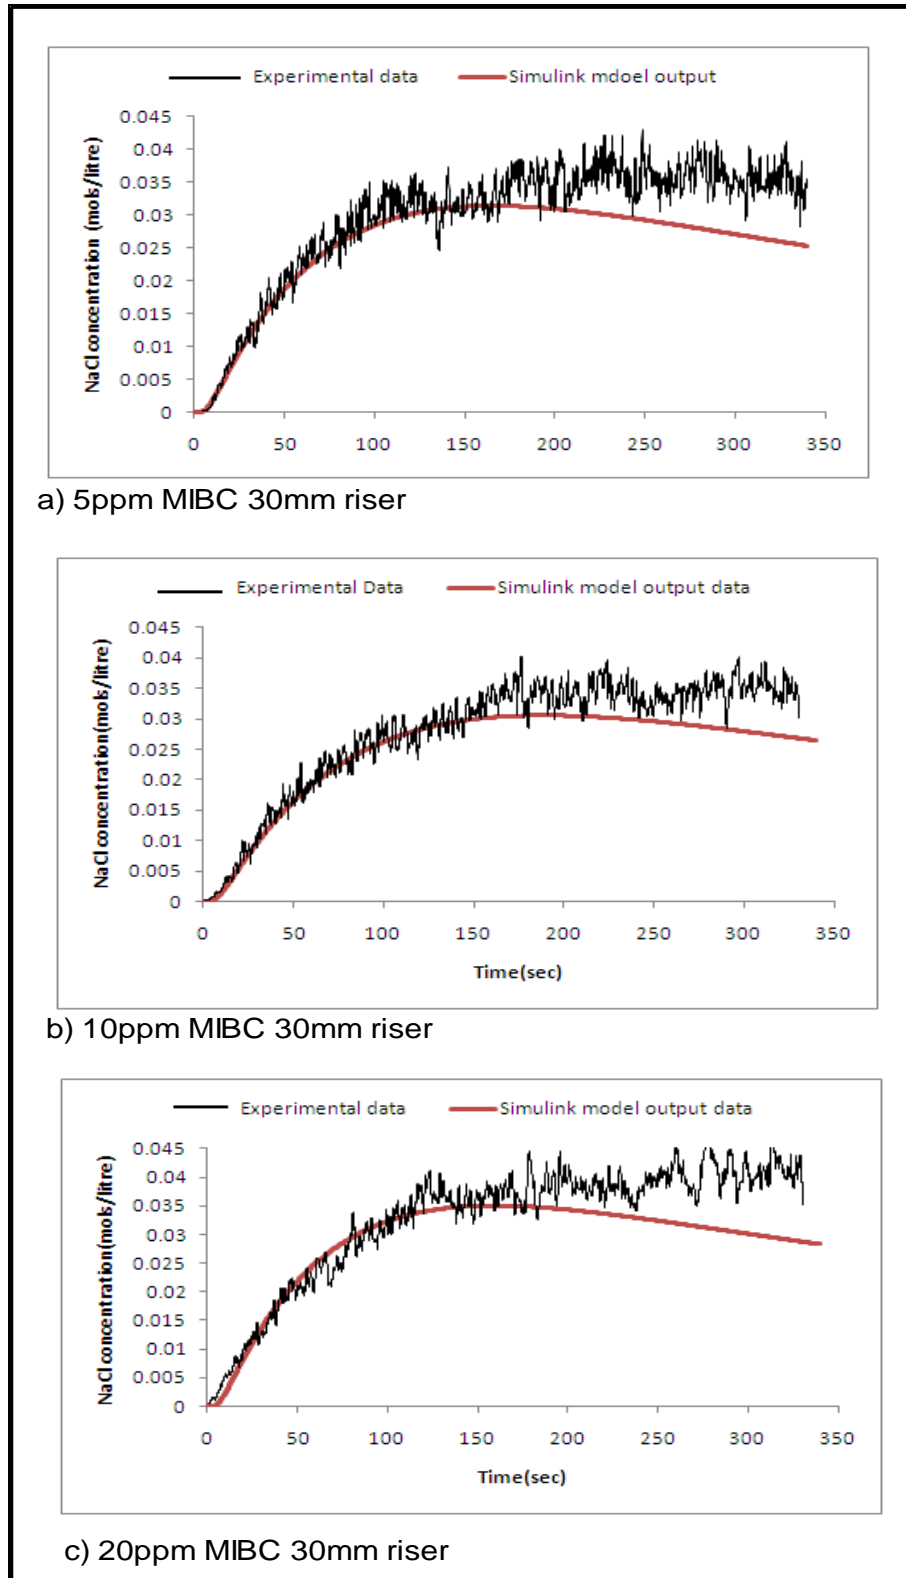 Experimental data Simulink mdoel output
NaCl concentration (mols/litre)
0.045
0.04
0.035
0.03
0.025
0.02
0.015
0.01
0.005
0
0 50 100 150 200 250 300 350
a) 5ppm MIBC 30mm riser
Experimental Data Simulink model output data
NaCl concentration(mols/litre)
0.045
0.04
0.035
0.03
0.025
0.02
0.015
0.01
0.005
0
0 50 100 150 200 250 300 350
Time(sec)
b) 10ppm MIBC 30mm riser
Experimental data Simulink model output data
NaCl concentration(mols/litre)
0.045
0.04
0.035
0.03
0.025
0.02
0.015
0.01
0.005
0
0 50 100 150 200 250 300 350
Time(sec)
c) 20ppm MIBC 30mm riser